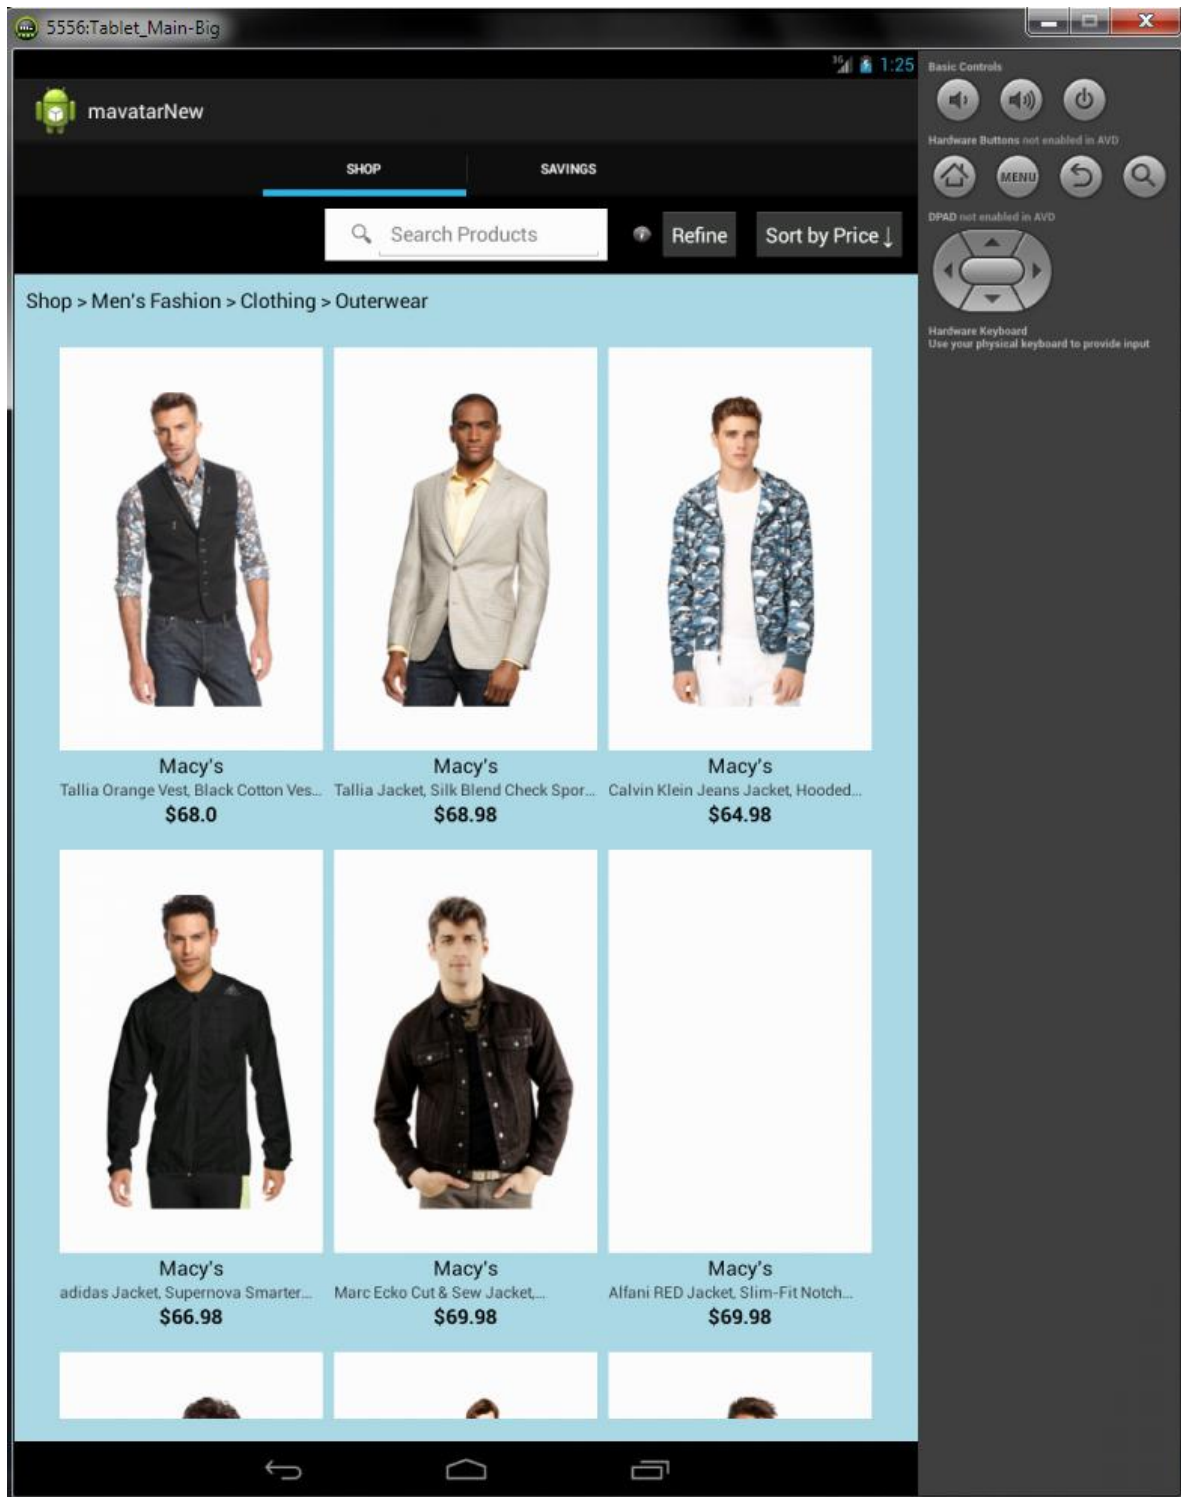 5556:Tablet_Main-Big
3G 1:25
mavatarNew
SHOP SAVINGS
Search Products Refine Sort by Price ↓
Shop > Men's Fashion > Clothing > Outerwear
Macy's Macy's Macy's
Tallia Orange Vest, Black Cotton Ves... Tallia Jacket, Silk Blend Check Spor... Calvin Klein Jeans Jacket, Hooded...
$68.0 $68.98 $64.98
Macy's Macy's Macy's
adidas Jacket, Supernova Smarter... Marc Ecko Cut & Sew Jacket,... Alfani RED Jacket, Slim-Fit Notch...
$66.98 $69.98 $69.98
Basic Controls
Hardware Buttons not enabled in AVD
MENU
DPAD not enabled in AVD
Hardware Keyboard
Use your physical keyboard to provide input